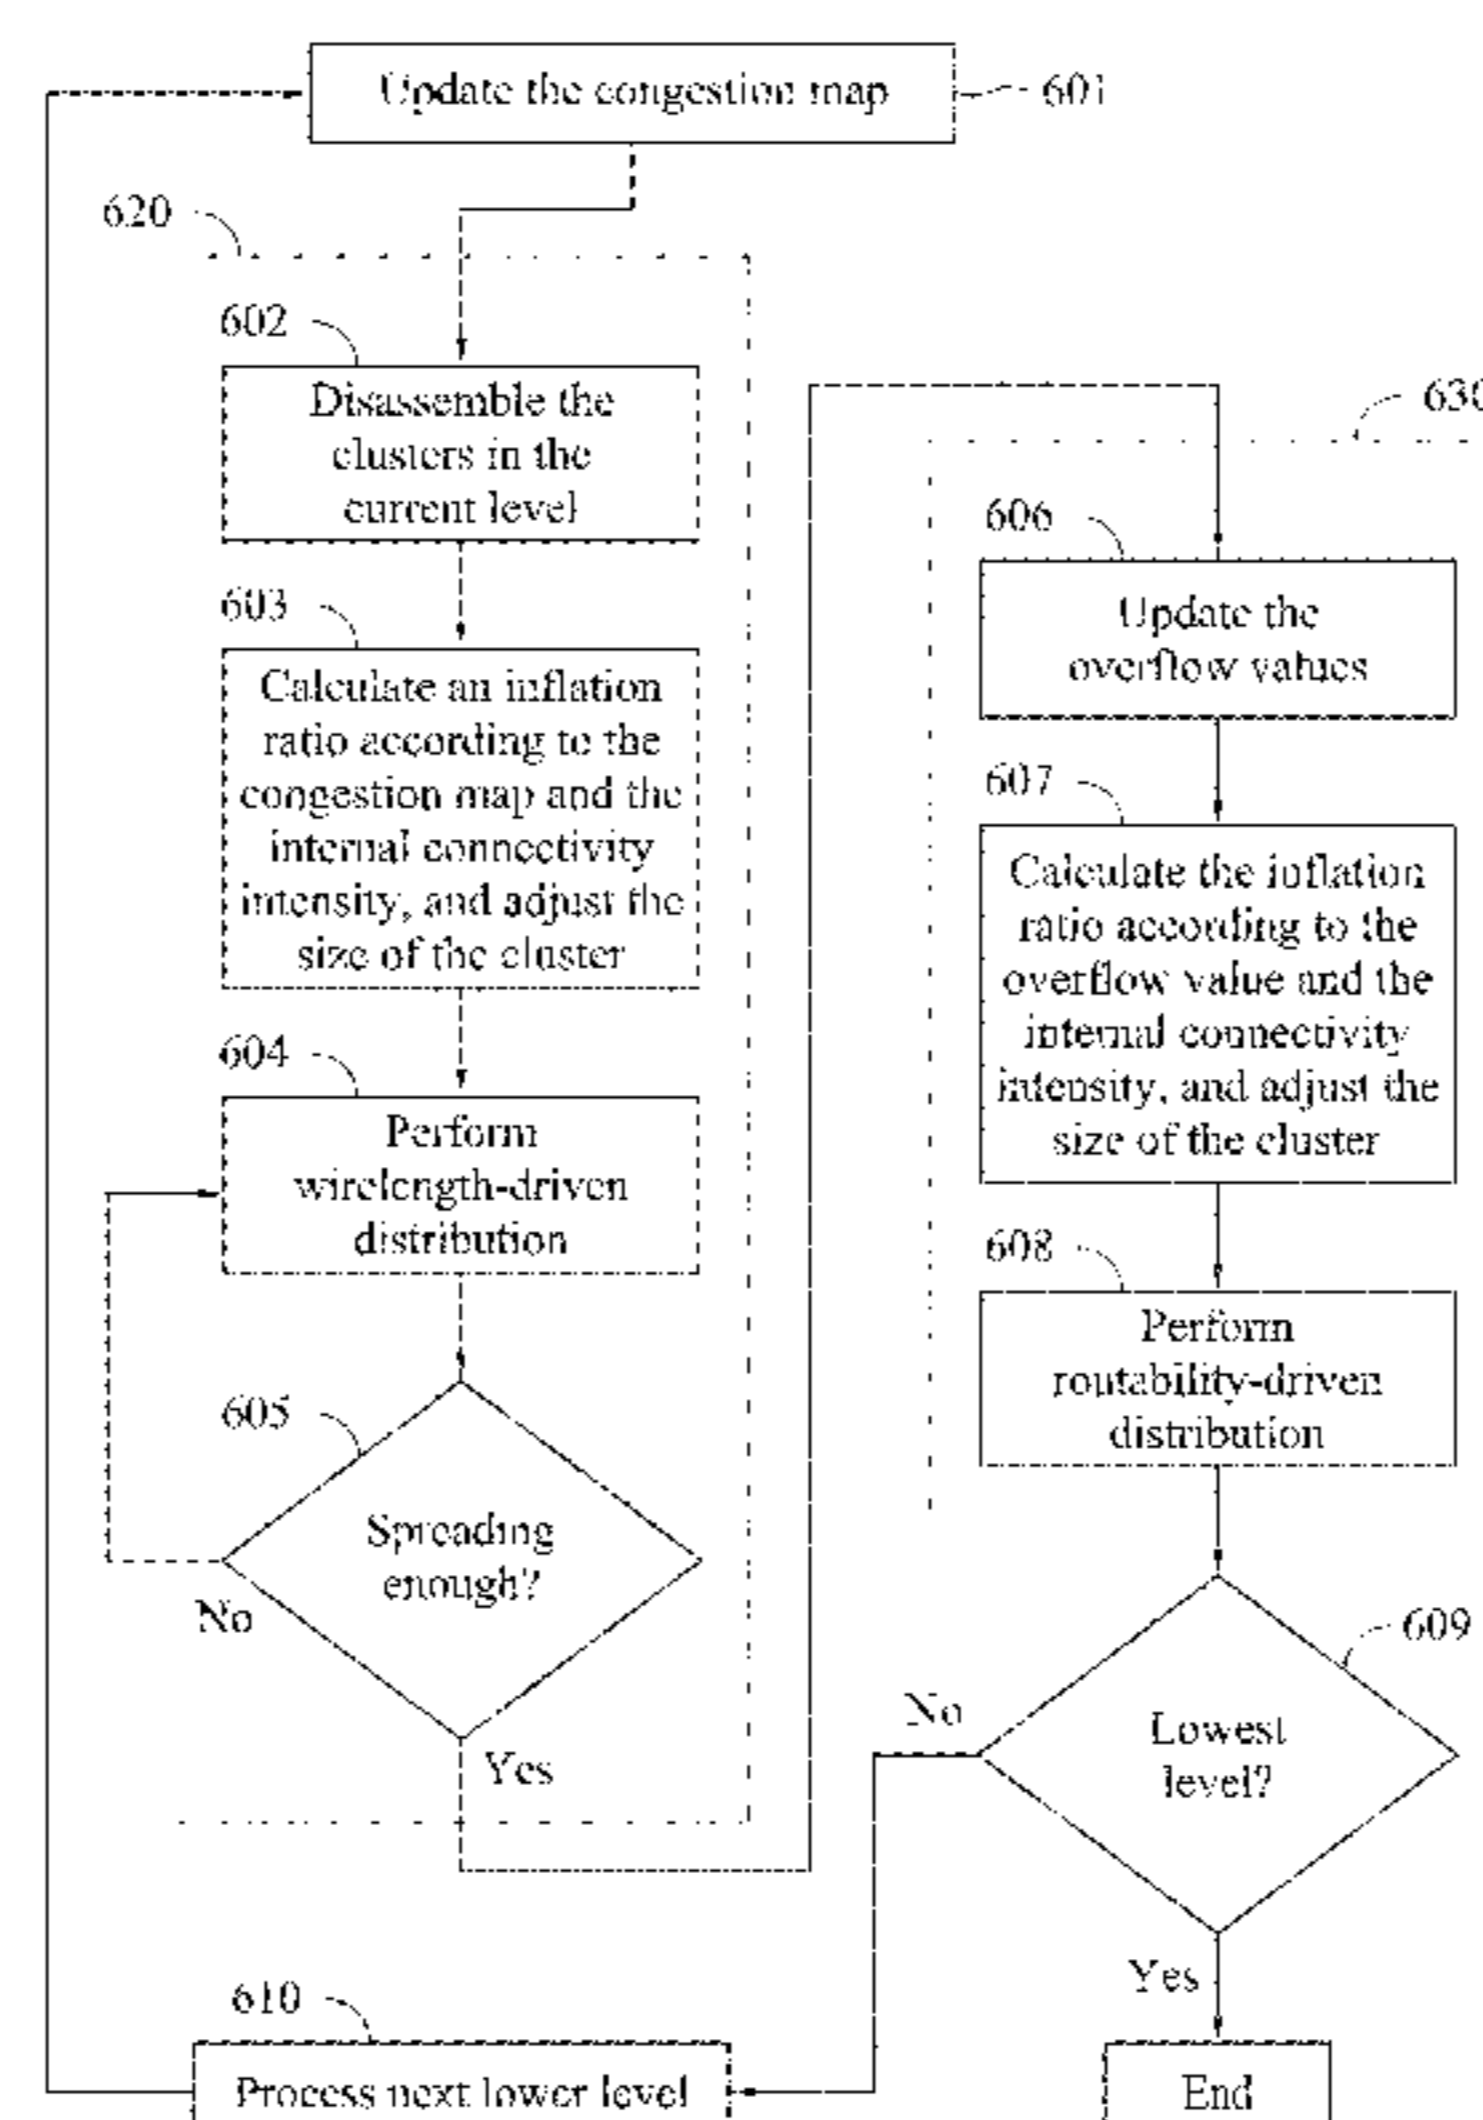 Update the congestion map
601
620
602
Disassemble the
clusters in the
current level
603
Calculate an inflation
ratio according to the
congestion map and the
internal connectivity
intensity, and adjust the
size of the cluster
604
Perform
wirelength-driven
distribution
605
Spreading
enough?
No
Yes
630
606
Update the
overflow values
607
Calculate the inflation
ratio according to the
overflow value and the
internal connectivity
intensity, and adjust the
size of the cluster
608
Perform
routability-driven
distribution
609
Lowest
level?
No
Yes
610
Process next lower level
End